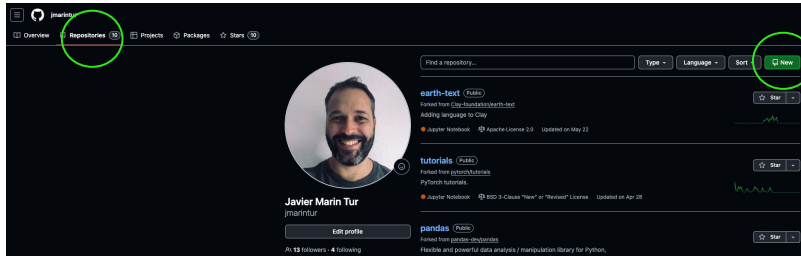 jmarintur
Overview Repositories 10 Projects Packages Stars 10
Find a repository... Type Language Sort New
earth-text Public
Star
Forked from Clay-foundation/earth-text
Adding language to Clay
Jupyter Notebook Apache License 2.0 Updated on May 22
tutorials Public
Star
Forked from pytorch/tutorials
PyTorch tutorials.
Jupyter Notebook BSD 3-Clause "New" or "Revised" License Updated on Apr 28
Javier Marin Tur
jmarintur
Edit profile
13 followers · 4 following
pandas Public
Star
Forked from pandas-dev/pandas
Flexible and powerful data analysis / manipulation library for Python,